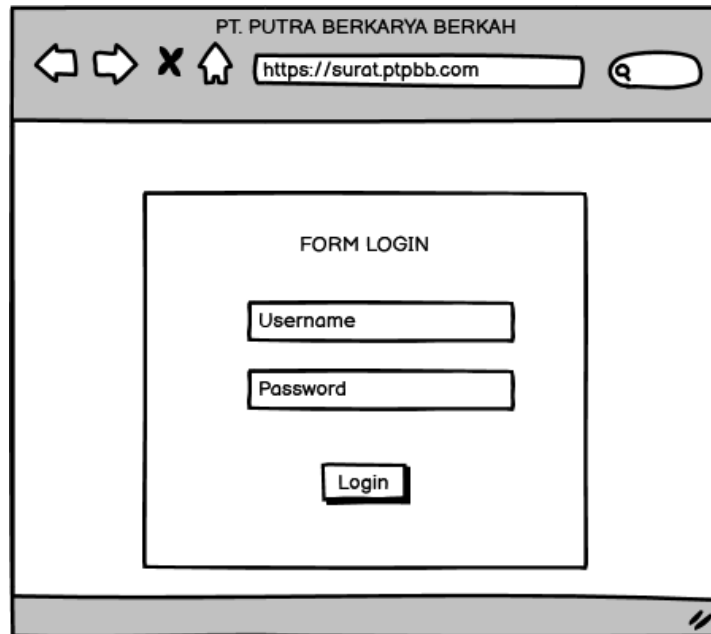 PT. PUTRA BERKARYA BERKAH
https://surat.ptpbb.com
FORM LOGIN
Username
Password
Login